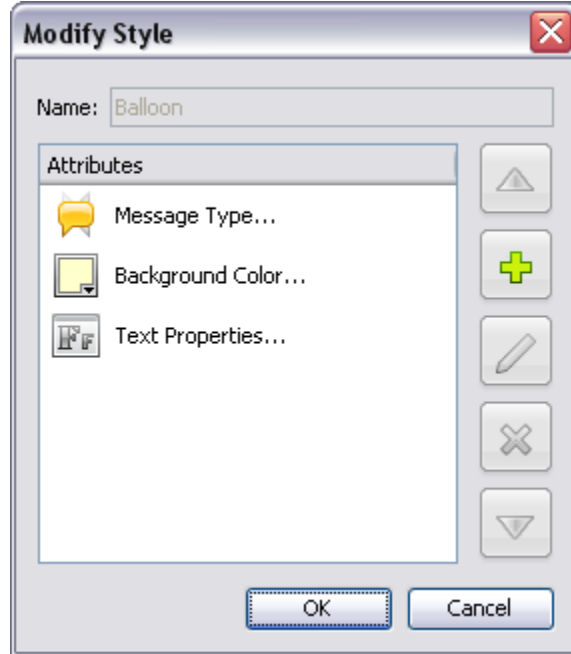 Modify Style
Name: Balloon
Attributes
Message Type...
Background Color...
Text Properties...
OK Cancel